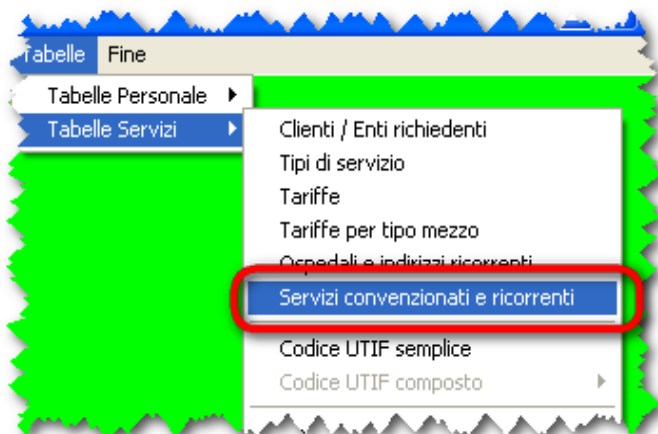 Tabelle Fine
Tabelle Personale
Tabelle Servizi
Clienti / Enti richiedenti
Tipi di servizio
Tariffe
Tariffe per tipo mezzo
Ospedali e indirizzi ricorrenti
Servizi convenzionati e ricorrenti
Codice UTIF semplice
Codice UTIF composto